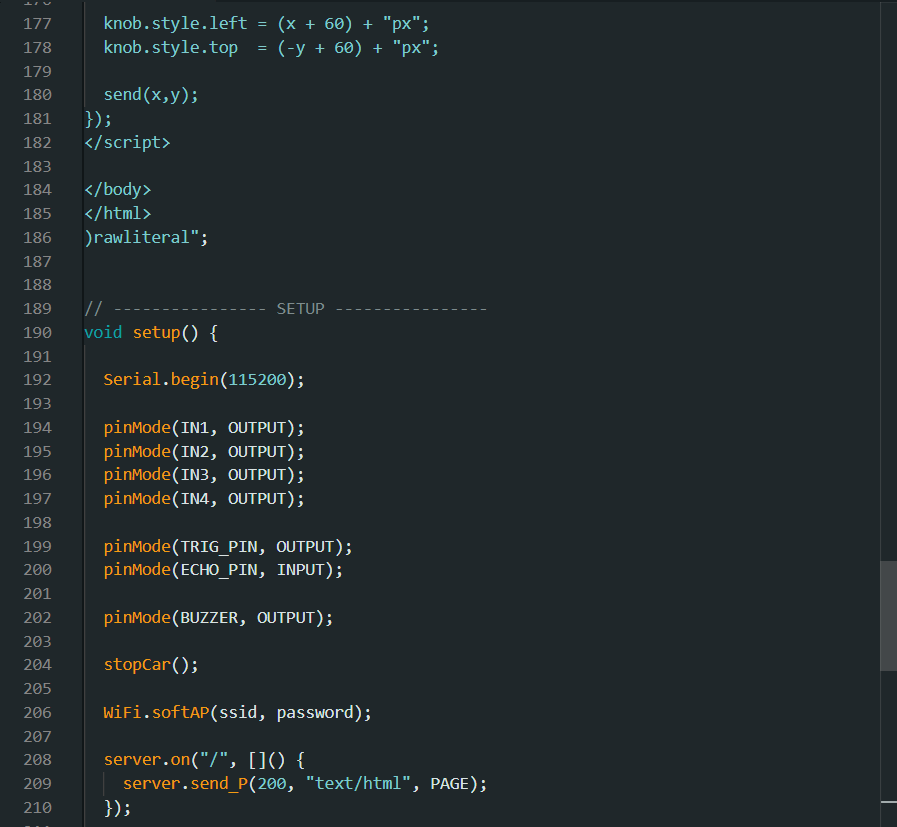 177 knob.style.left = (x + 60) + "px";
178 knob.style.top  = (-y + 60) + "px";
179
180 send(x,y);
181 });
182 </script>
183
184 </body>
185 </html>
186 )rawliteral";
187
188
189 // ---------------- SETUP ----------------
190 void setup() {
191
192 Serial.begin(115200);
193
194 pinMode(IN1, OUTPUT);
195 pinMode(IN2, OUTPUT);
196 pinMode(IN3, OUTPUT);
197 pinMode(IN4, OUTPUT);
198
199 pinMode(TRIG_PIN, OUTPUT);
200 pinMode(ECHO_PIN, INPUT);
201
202 pinMode(BUZZER, OUTPUT);
203
204 stopCar();
205
206 WiFi.softAP(ssid, password);
207
208 server.on("/", []() {
209 server.send_P(200, "text/html", PAGE);
210 });